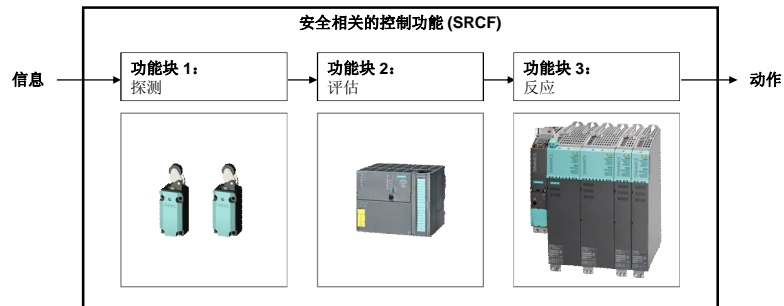 安全相关的控制功能 (SRCF)
信息
功能块 1：
探测
功能块 2：
评估
功能块 3：
反应
动作